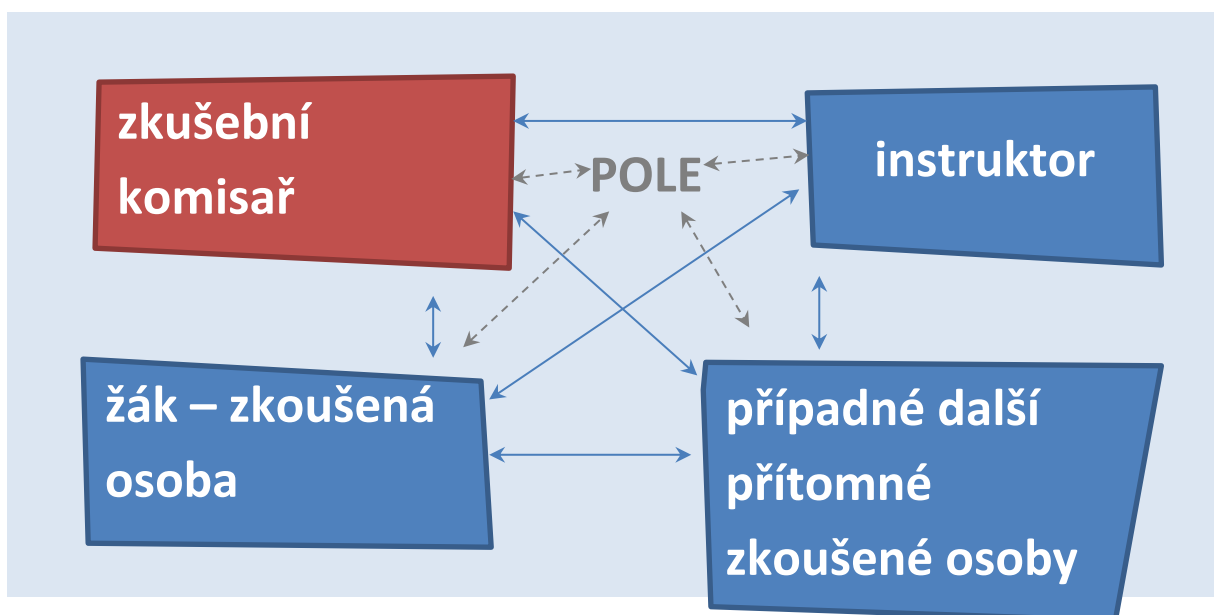 zkušební
komisař
POLE
instruktor
žák – zkoušená
osoba
případné další
přítomné
zkoušené osoby